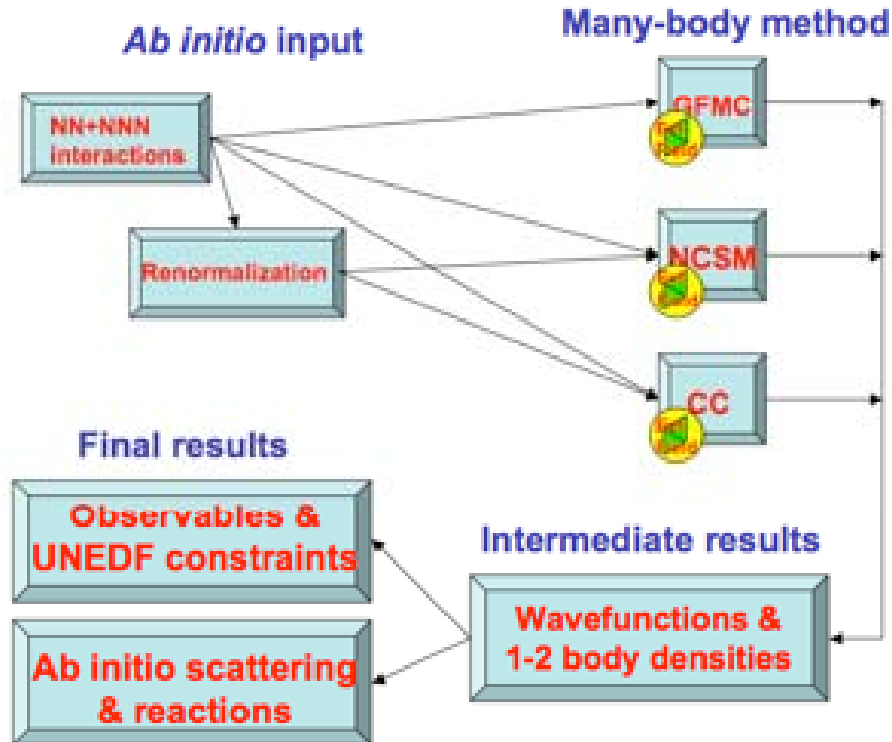 Ab initio input
Many-body method
NN+NNN
interactions
GFMC
Renormalization
NCSM
CC
Final results
Observables &
UNEDF constraints
Intermediate results
Wavefunctions &
1-2 body densities
Ab initio scattering
& reactions